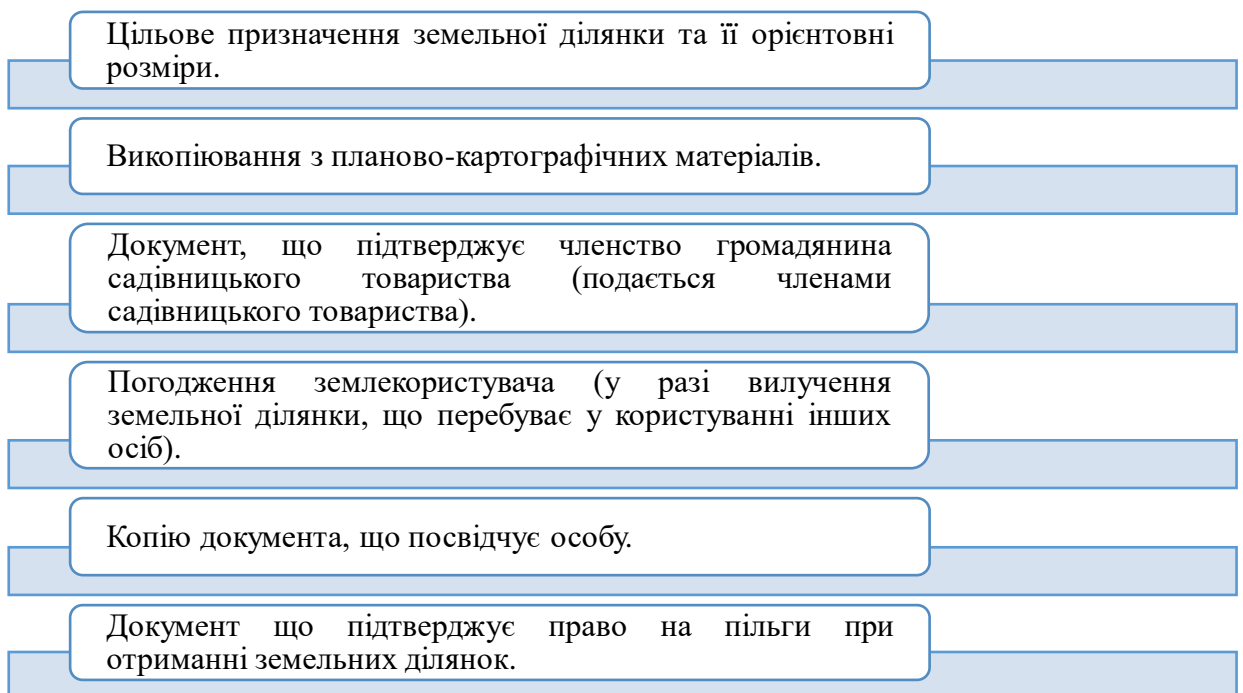 Цільове призначення земельної ділянки та її орієнтовні
розміри.
Викопіювання з планово-картографічних матеріалів.
Документ, що підтверджує членство громадянина
садівницького товариства (подається членами
садівницького товариства).
Погодження землекористувача (у разі вилучення
земельної ділянки, що перебуває у користуванні інших
осіб).
Копію документа, що посвідчує особу.
Документ що підтверджує право на пільги при
отриманні земельних ділянок.